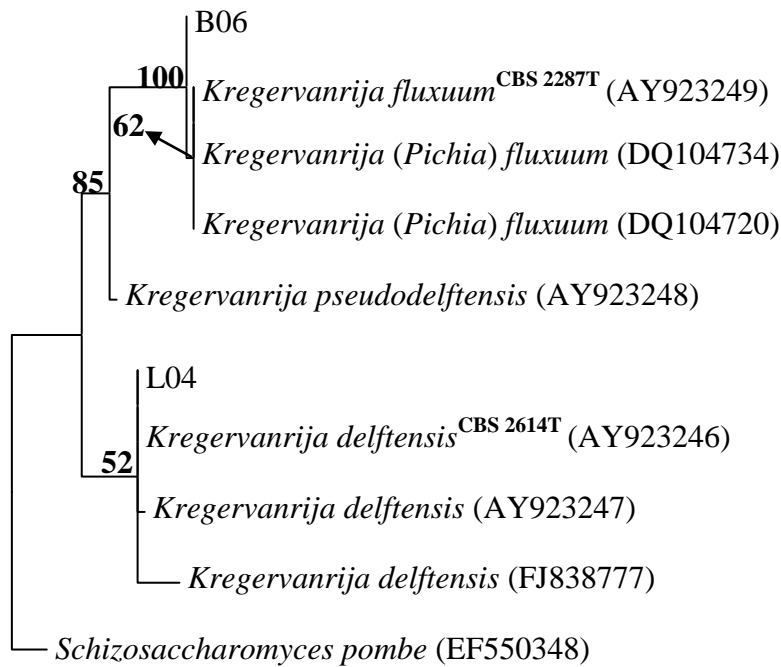 B06
100
Kregervanrija fluxuum CBS 2287T (AY923249)
62
Kregervanrija (Pichia) fluxuum (DQ104734)
85
Kregervanrija (Pichia) fluxuum (DQ104720)
Kregervanrija pseudodelftensis (AY923248)
L04
Kregervanrija delftensis CBS 2614T (AY923246)
52
Kregervanrija delftensis (AY923247)
Kregervanrija delftensis (FJ838777)
Schizosaccharomyces pombe (EF550348)